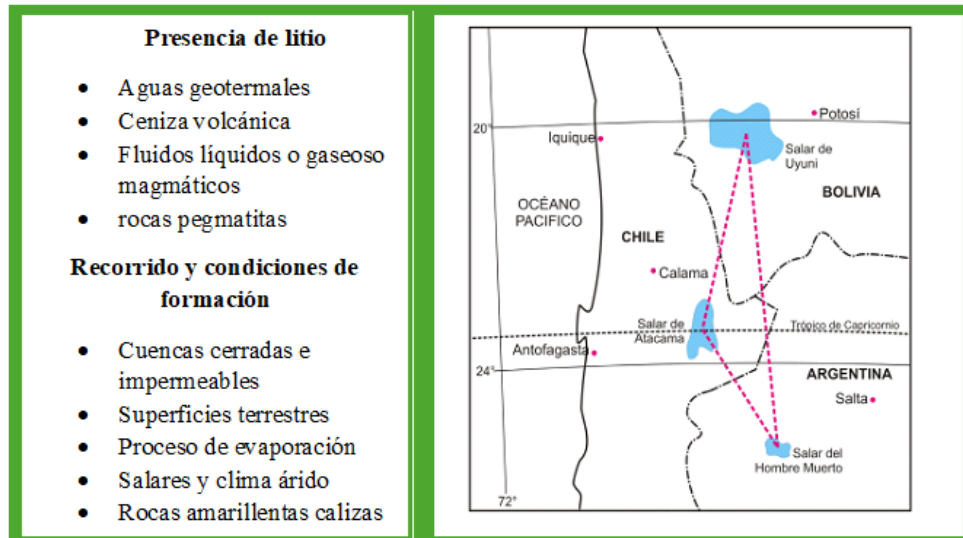 Presencia de litio
• Aguas geotermales
• Ceniza volcánica
• Fluidos líquidos o gaseoso
magmáticos
• rocas pegmatitas
Recorrido y condiciones de
formación
• Cuencas cerradas e
impermeables
• Superficies terrestres
• Proceso de evaporación
• Salares y clima árido
• Rocas amarillentas calizas
Potosí
20°
Iquique
Salar de
Uyuni
BOLIVIA
OCÉANO
PACIFICO
CHILE
Calama
Salar de
Atacama
Trópico de Capricornio
Antofagasta
24°
ARGENTINA
Salta
Salar del
Hombre Muerto
72°